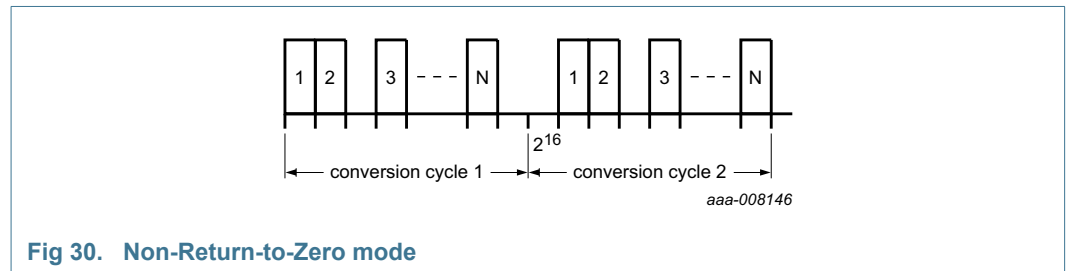 1 2 3 - - - N 1 2 3 - - - N
2^16
conversion cycle 1 conversion cycle 2
aaa-008146
Fig 30. Non-Return-to-Zero mode